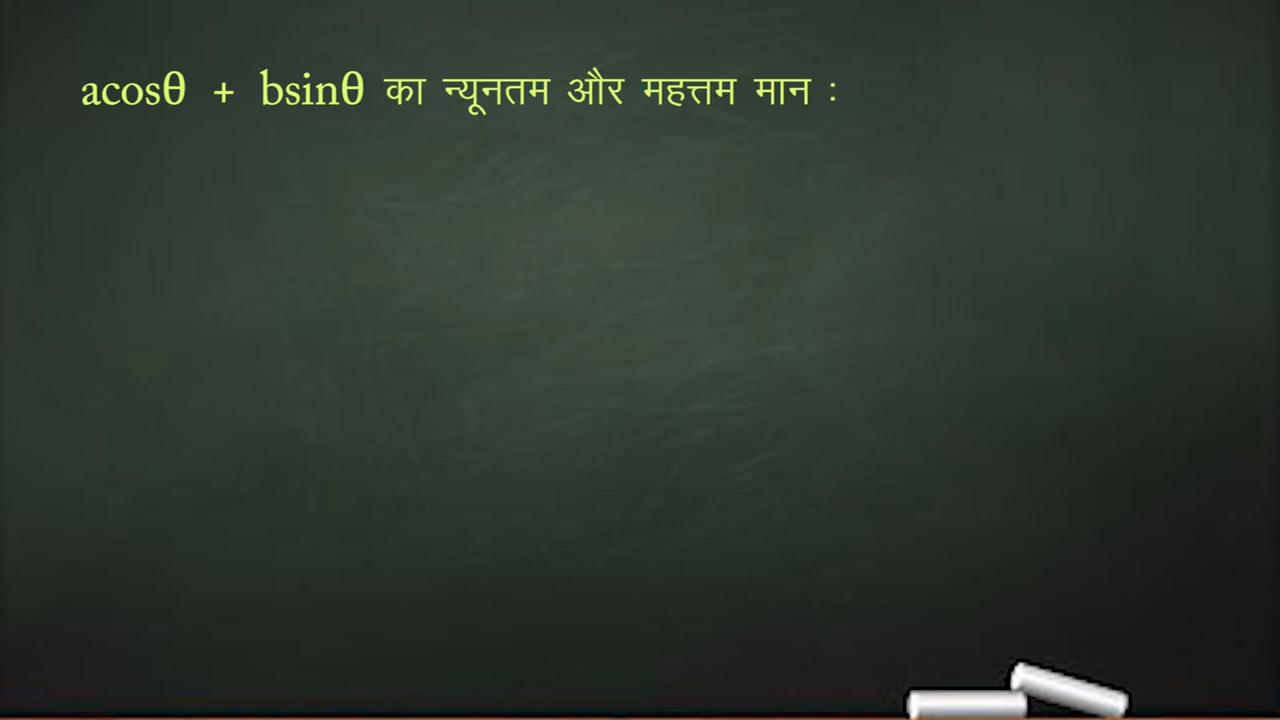 acosθ + bsinθ का न्यूनतम और महत्तम मान :